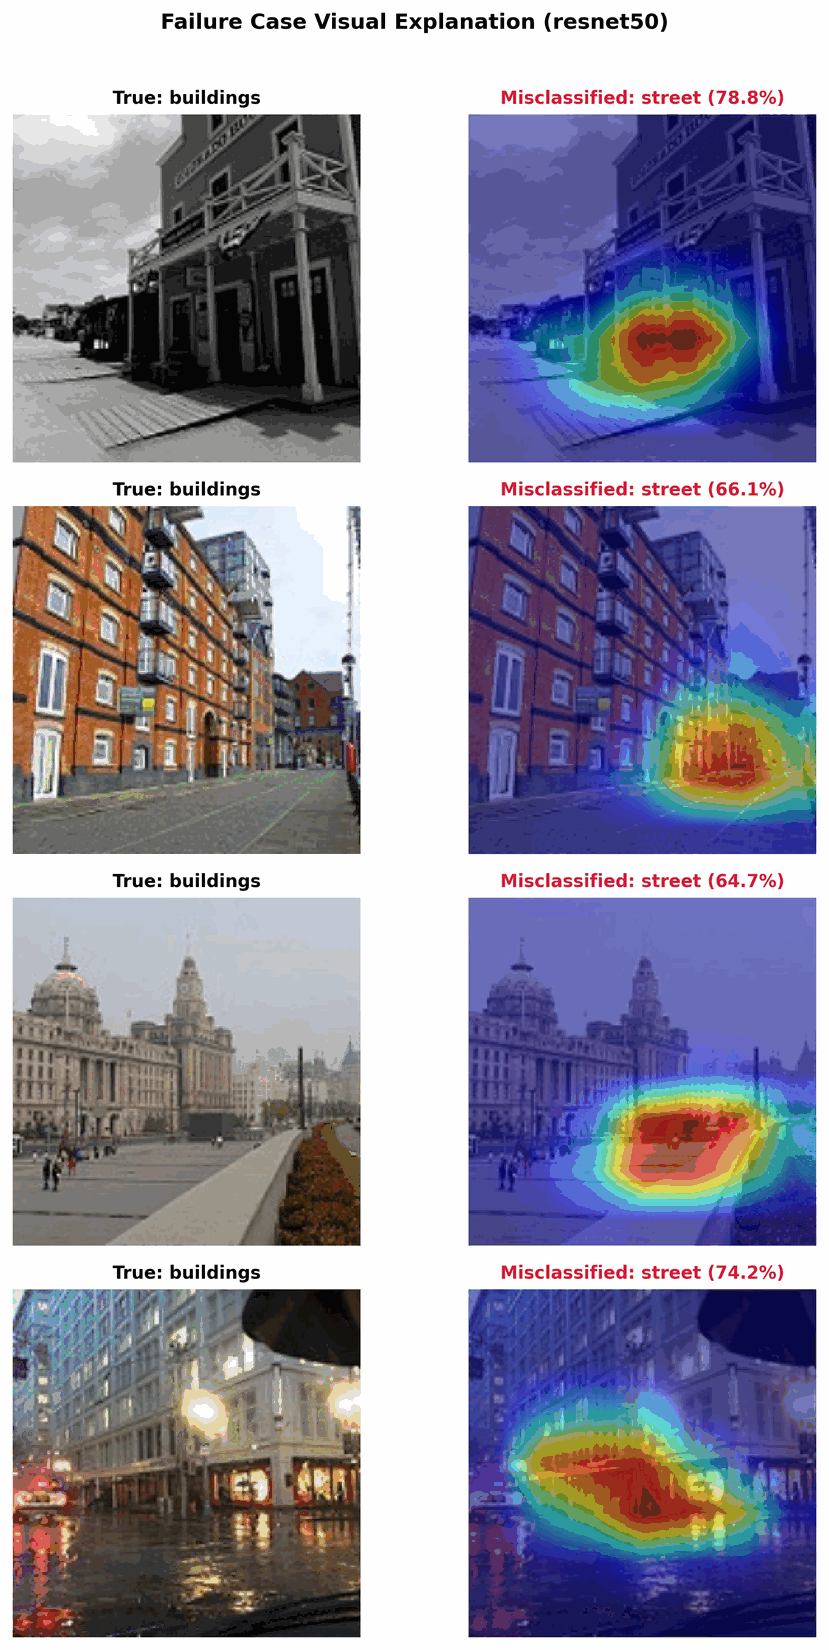 Failure Case Visual Explanation (resnet50)
True: buildings
Misclassified: street (78.8%)
True: buildings
Misclassified: street (66.1%)
True: buildings
Misclassified: street (64.7%)
True: buildings
Misclassified: street (74.2%)